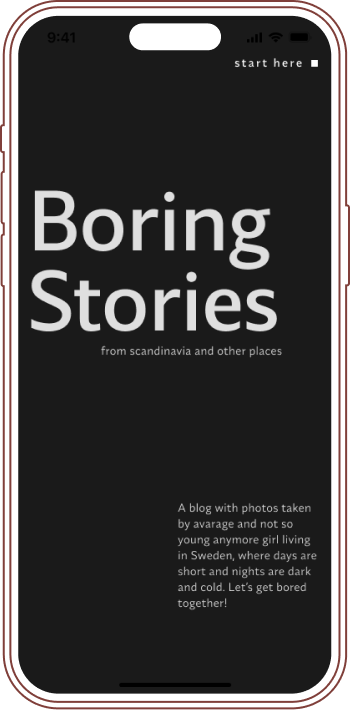 9:41
start here
Boring
Stories
from scandinavia and other places
A blog with photos taken
by avarage and not so
young anymore girl living
in Sweden, where days are
short and nights are dark
and cold. Let's get bored
together!